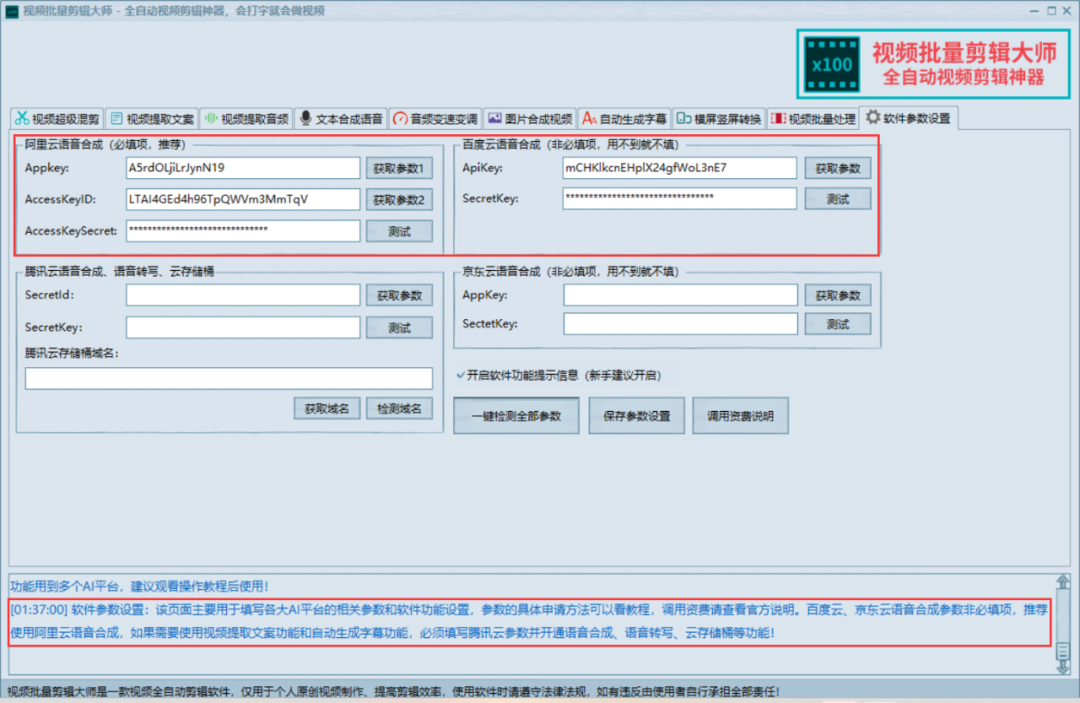 视频批量剪辑大师 - 全自动视频剪辑神器，会打字就会做视频
x100
视频批量剪辑大师
全自动视频剪辑神器
视频超级混剪 视频提取文案 视频提取音频 文本合成语音 音频变速变调 图片合成视频 自动生成字幕 横屏竖屏转换 视频批量处理 软件参数设置
阿里云语音合成（必填项，推荐）
Appkey: A5rdOLjiLrJynN19 获取参数1
AccessKeyID: LTAI4GEd4h96TpQWVm3MmTqV 获取参数2
AccessKeySecret: ****************************** 测试
百度云语音合成（非必填项，用不到就不填）
ApiKey: mCHKlkcnEHplX24gfWoL3nE7 获取参数
SecretKey: ******************************** 测试
腾讯云语音合成、语音转写、云存储桶
SecretId: 获取参数
SecretKey: 测试
腾讯云存储桶域名:
获取域名 检测域名
京东云语音合成（非必填项，用不到就不填）
AppKey: 获取参数
SectetKey: 测试
开启软件功能提示信息（新手建议开启）
一键检测全部参数 保存参数设置 调用资费说明
功能用到多个AI平台，建议观看操作教程后使用！
[01:37:00] 软件参数设置：该页面主要用于填写各大AI平台的相关参数和软件功能设置，参数的具体申请方法可以看教程，调用资费请查看官方说明。百度云、京东云语音合成参数非必填项，推荐
使用阿里云语音合成，如果需要使用视频提取文案功能和自动生成字幕功能，必须填写腾讯云参数并开通语音合成、语音转写、云存储桶等功能！
视频批量剪辑大师是一款视频全自动剪辑软件，仅用于个人原创视频制作、提高剪辑效率，使用软件时请遵守法律法规，如有违反由使用者自行承担全部责任！